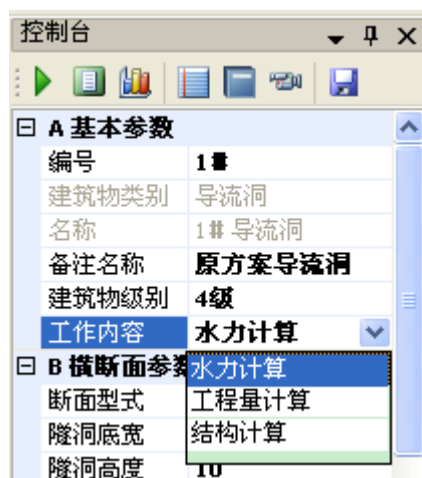 控制台
A 基本参数
编号 1#
建筑物类别 导流洞
名称 1# 导流洞
备注名称 原方案导流洞
建筑物级别 4级
工作内容 水力计算
B 横断面参
水力计算
断面型式 工程量计算
隧洞底宽 结构计算
隧洞高度 10